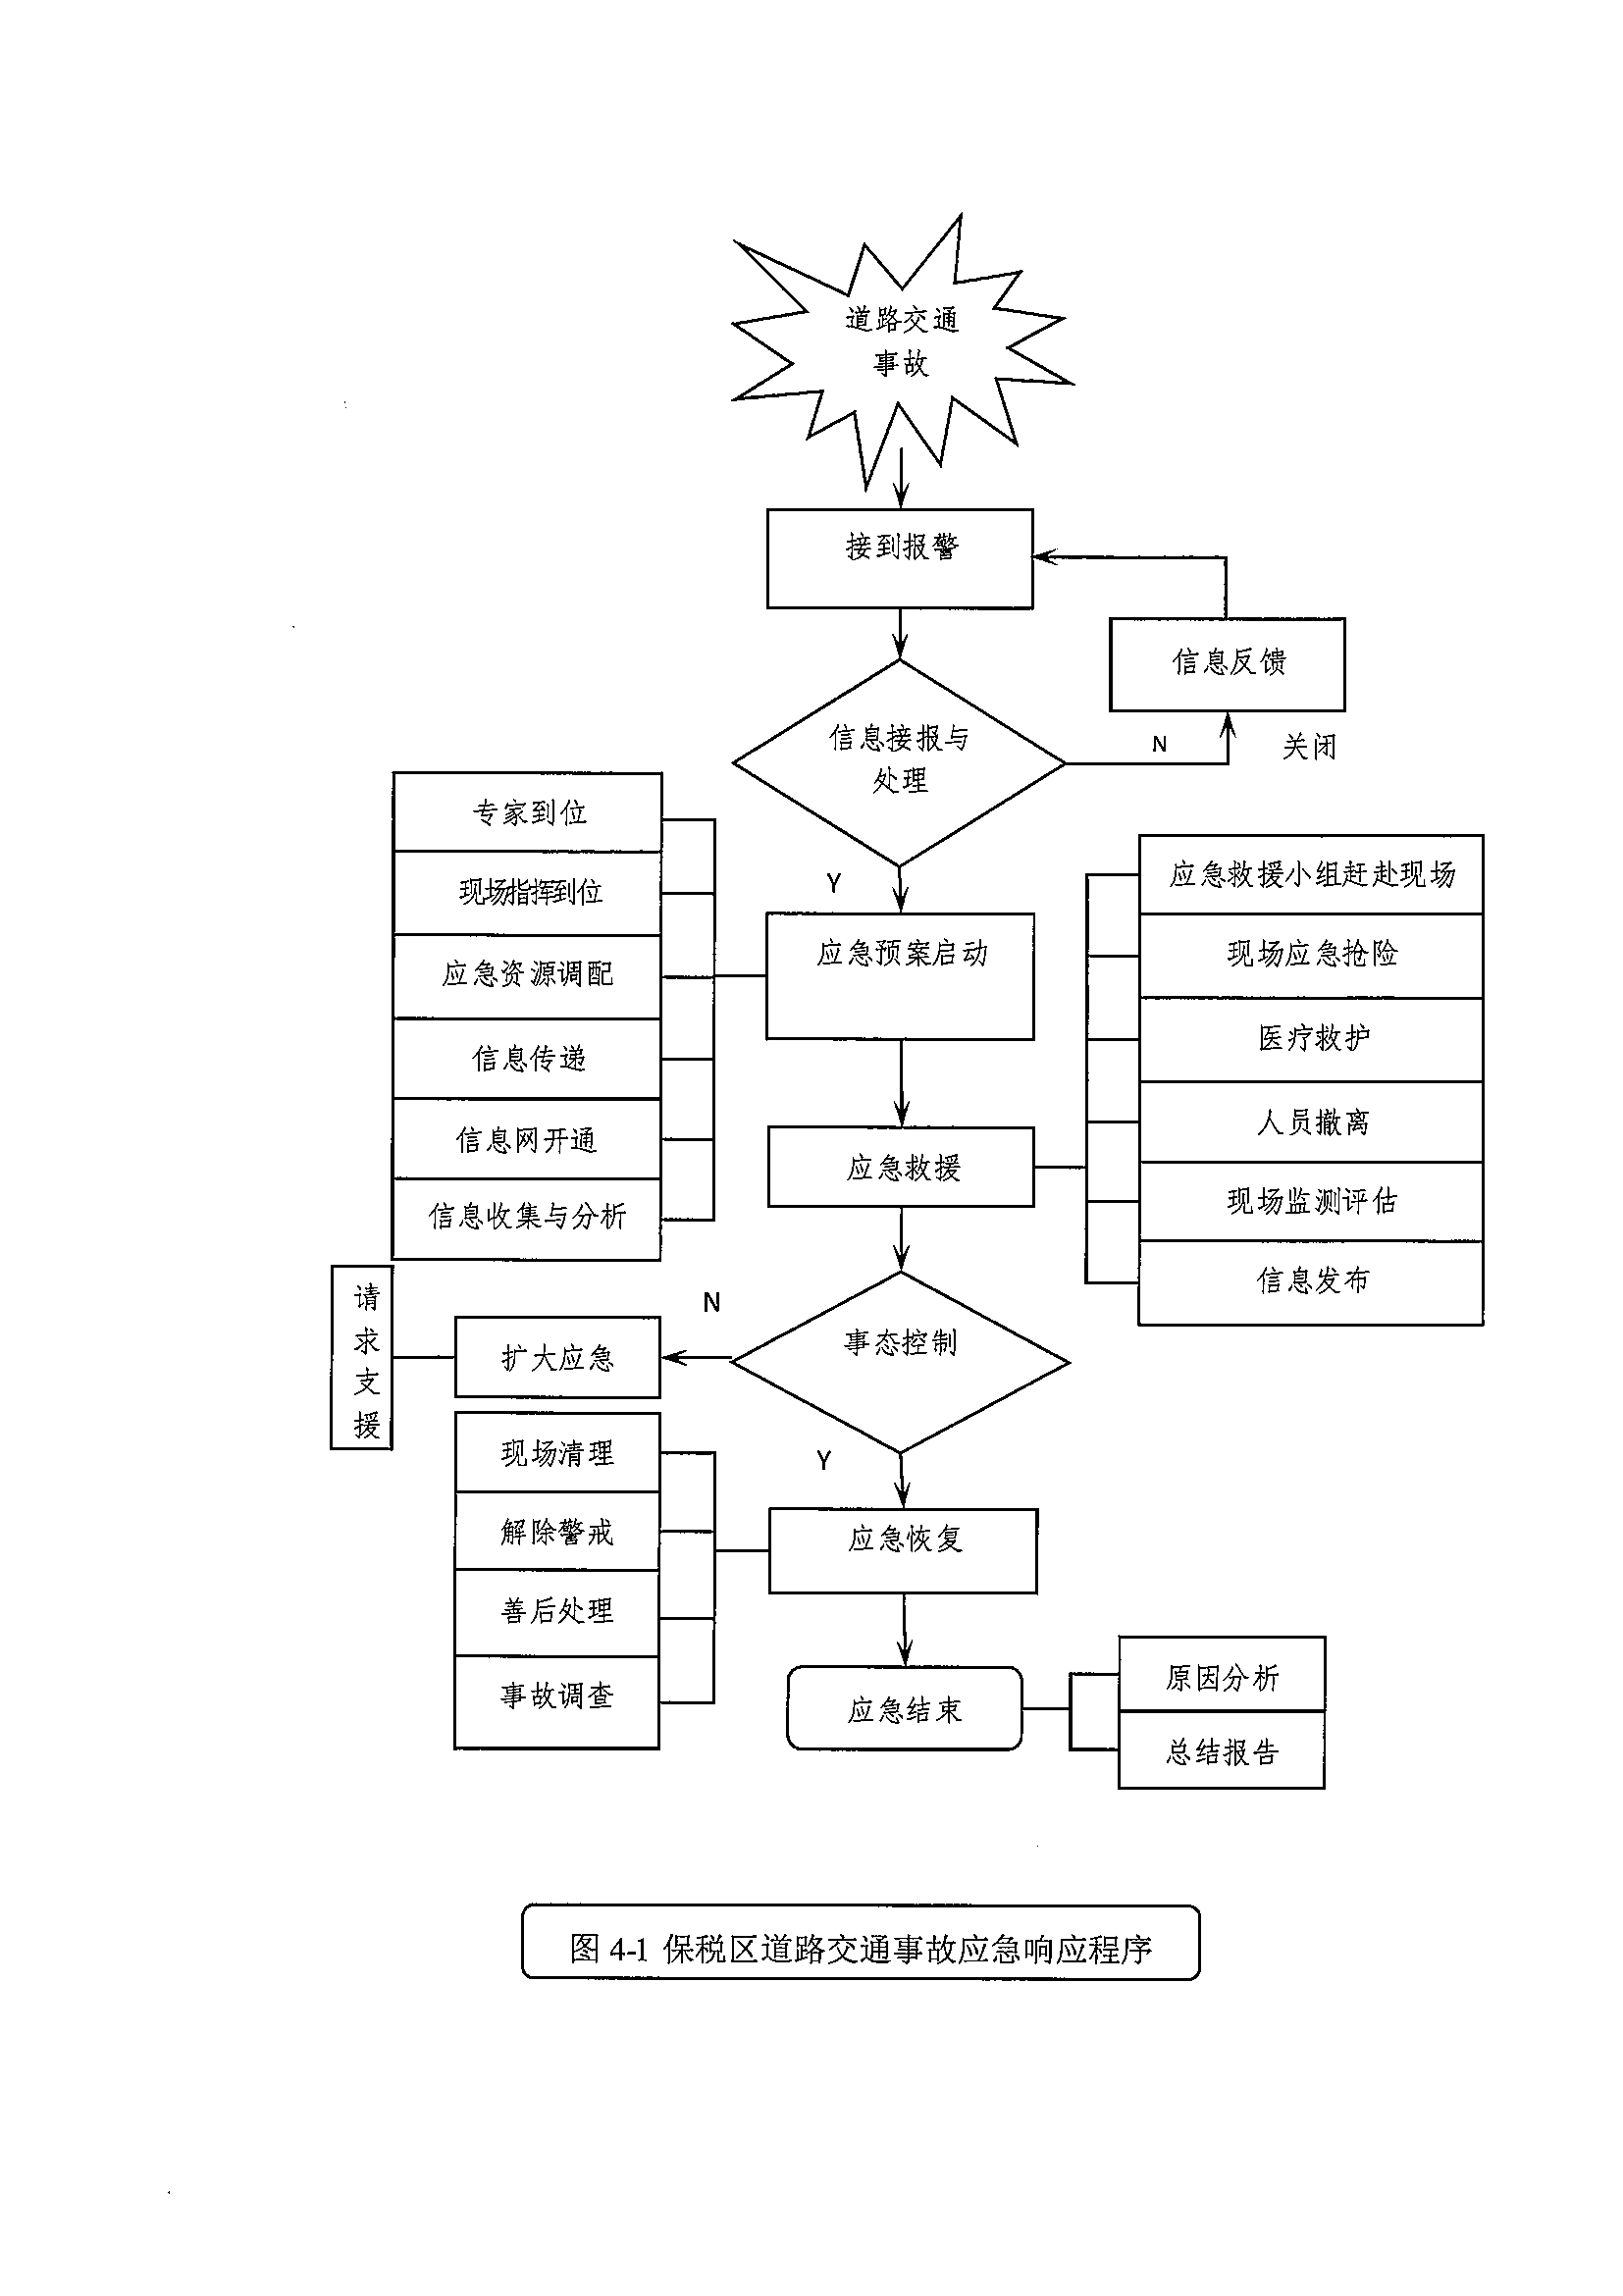 道路交通
事故
接到报警
信息反馈
信息接报与
处理
N
关闭
Y
专家到位
现场指挥到位
应急资源调配
信息传递
信息网开通
信息收集与分析
应急预案启动
应急救援小组赶赴现场
现场应急抢险
医疗救护
人员撤离
现场监测评估
信息发布
应急救援
事态控制
N
扩大应急
请
求
支
援
Y
现场清理
解除警戒
善后处理
事故调查
应急恢复
应急结束
原因分析
总结报告
图 4-1 保税区道路交通事故应急响应程序